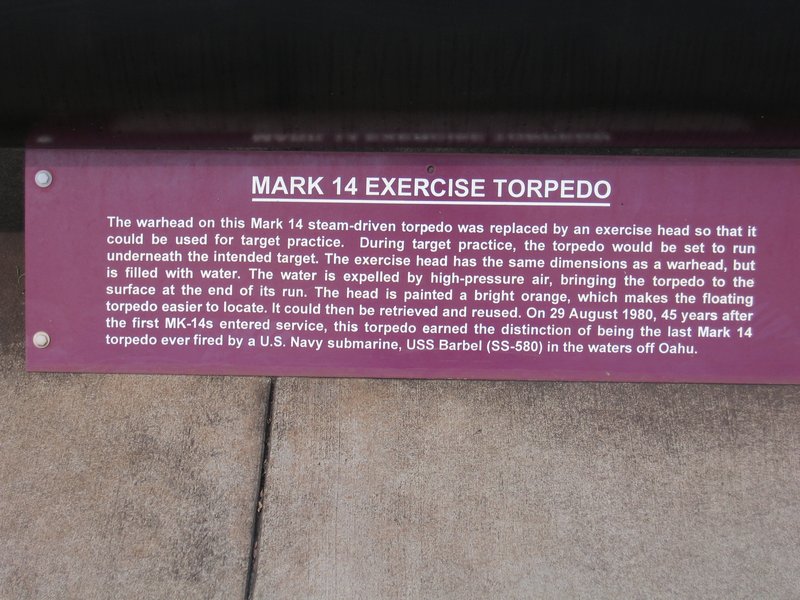 MARK 14 EXERCISE TORPEDO
The warhead on this Mark 14 steam-driven torpedo was replaced by an exercise head so that it
could be used for target practice. During target practice, the torpedo would be set to run
underneath the intended target. The exercise head has the same dimensions as a warhead, but
is filled with water. The water is expelled by high-pressure air, bringing the torpedo to the
surface at the end of its run. The head is painted a bright orange, which makes the floating
torpedo easier to locate. It could then be retrieved and reused. On 29 August 1980, 45 years after
the first MK-14s entered service, this torpedo earned the distinction of being the last Mark 14
torpedo ever fired by a U.S. Navy submarine, USS Barbel (SS-580) in the waters off Oahu.